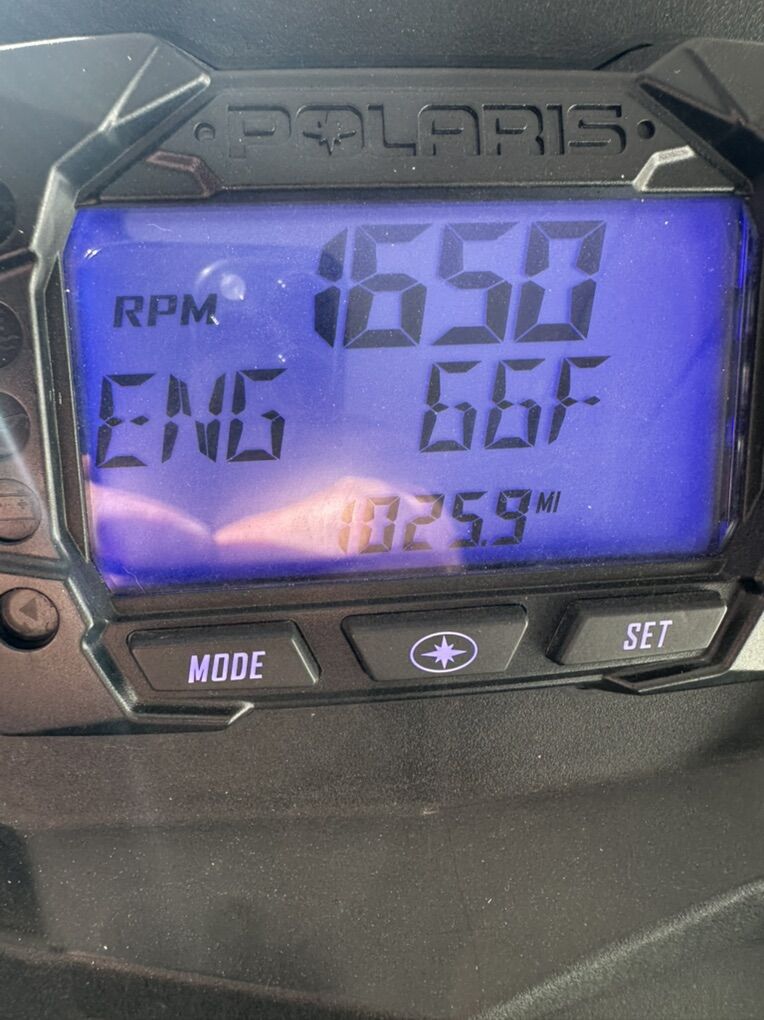 POLARIS
RPM 1650
ENG 66F
1025.9 MI
MODE SET